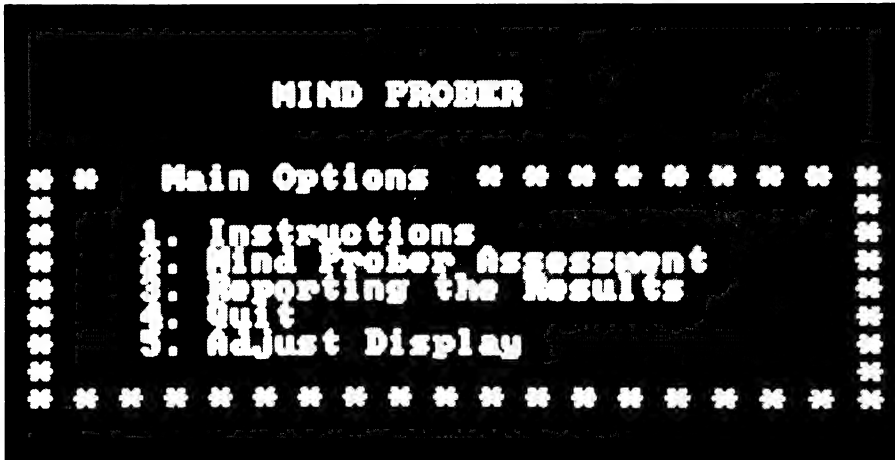 MIND PROBER
* * Main Options * * * * * * * * *
1. Instructions
2. Mind Prober Assessment
3. Reporting the Results
4. Quit
5. Adjust Display